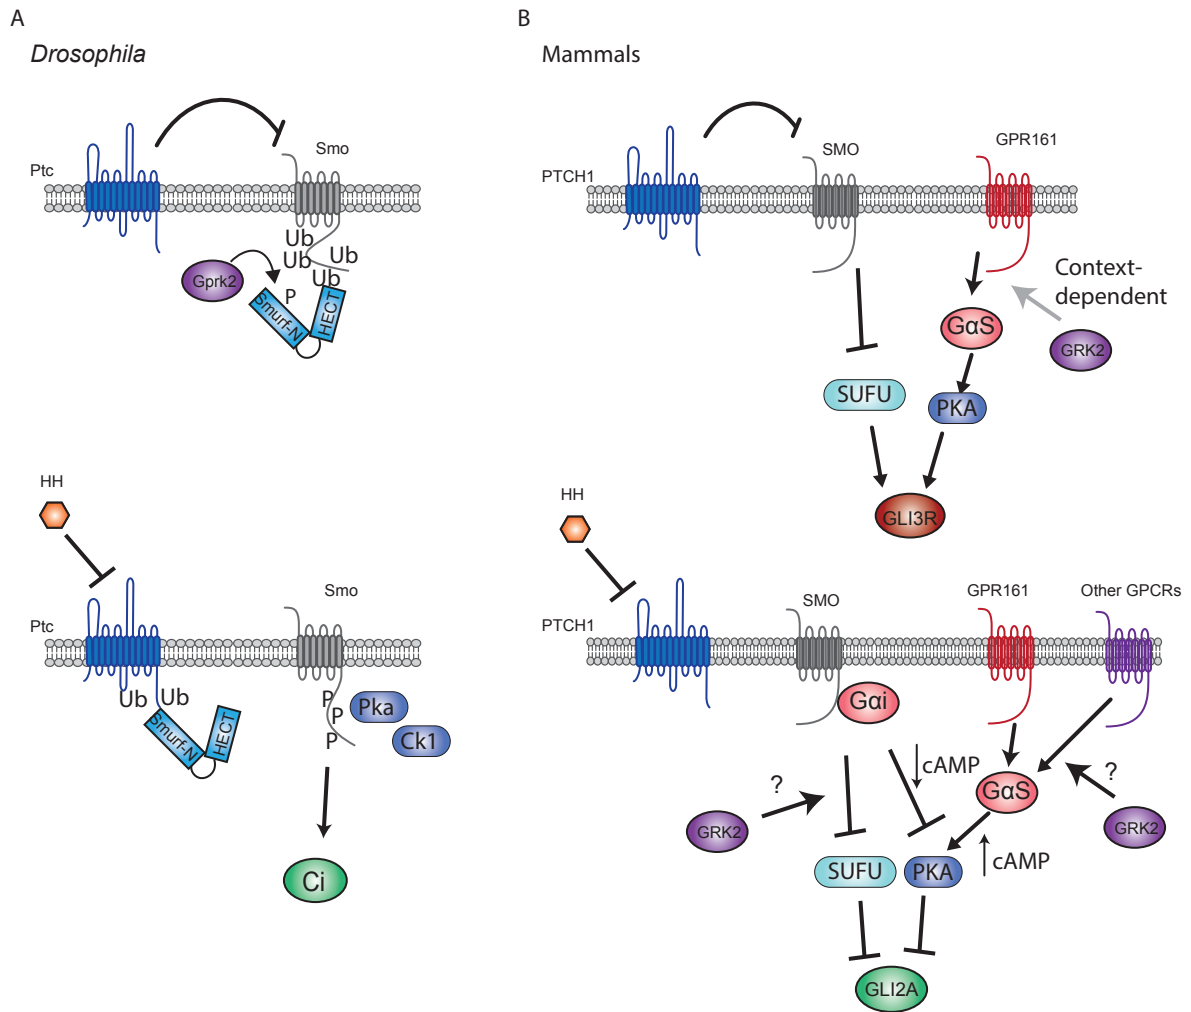 A
Drosophila
Ptc
Smo
Ub
Ub
Ub
Ub
Gprk2
P
Smurf-N
HECT
HH
Ptc
Smo
Ub
Ub
Smurf-N
HECT
P
P
P
Pka
Ck1
Ci
B
Mammals
PTCH1
SMO
GPR161
Context-
dependent
GαS
GRK2
SUFU
PKA
GLI3R
HH
PTCH1
SMO
GPR161
Other GPCRs
Gαi
cAMP
GαS
?
?
GRK2
GRK2
cAMP
SUFU
PKA
GLI2A